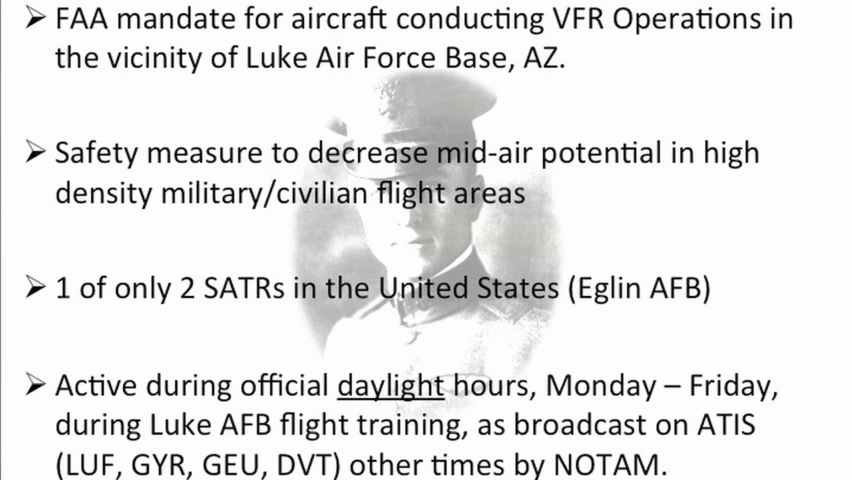 ➢ FAA mandate for aircraft conducting VFR Operations in
the vicinity of Luke Air Force Base, AZ.
➢ Safety measure to decrease mid-air potential in high
density military/civilian flight areas
➢ 1 of only 2 SATRs in the United States (Eglin AFB)
➢ Active during official daylight hours, Monday – Friday,
during Luke AFB flight training, as broadcast on ATIS
(LUF, GYR, GEU, DVT) other times by NOTAM.